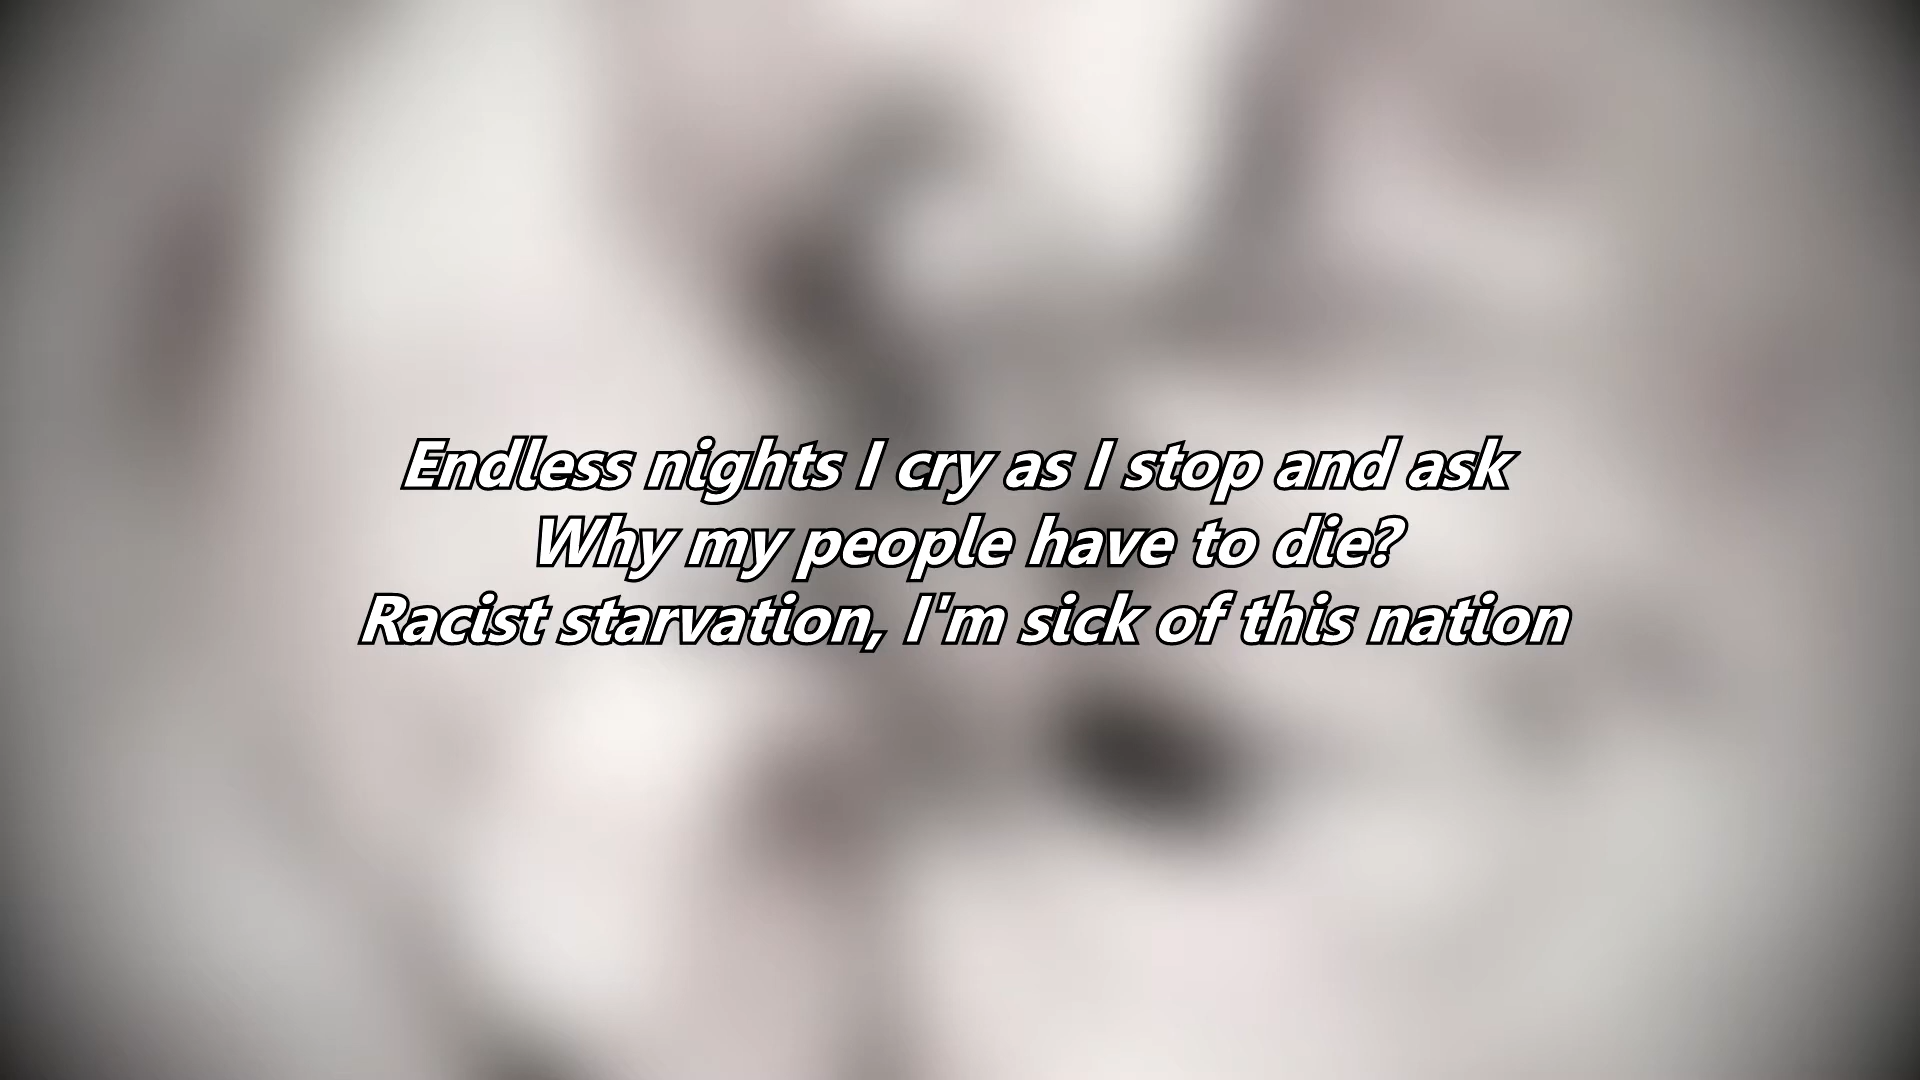 Endless nights I cry as I stop and ask
Why my people have to die?
Racist starvation, I'm sick of this nation